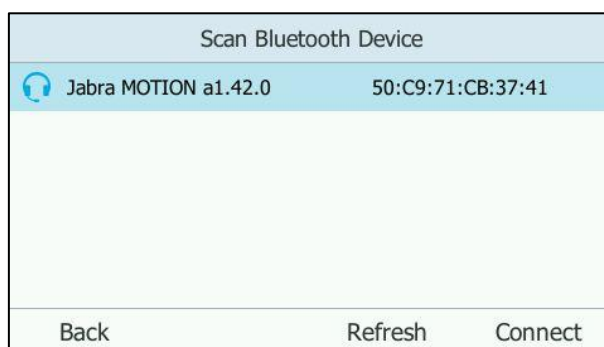 Scan Bluetooth Device
Jabra MOTION a1.42.0 50:C9:71:CB:37:41
Back Refresh Connect